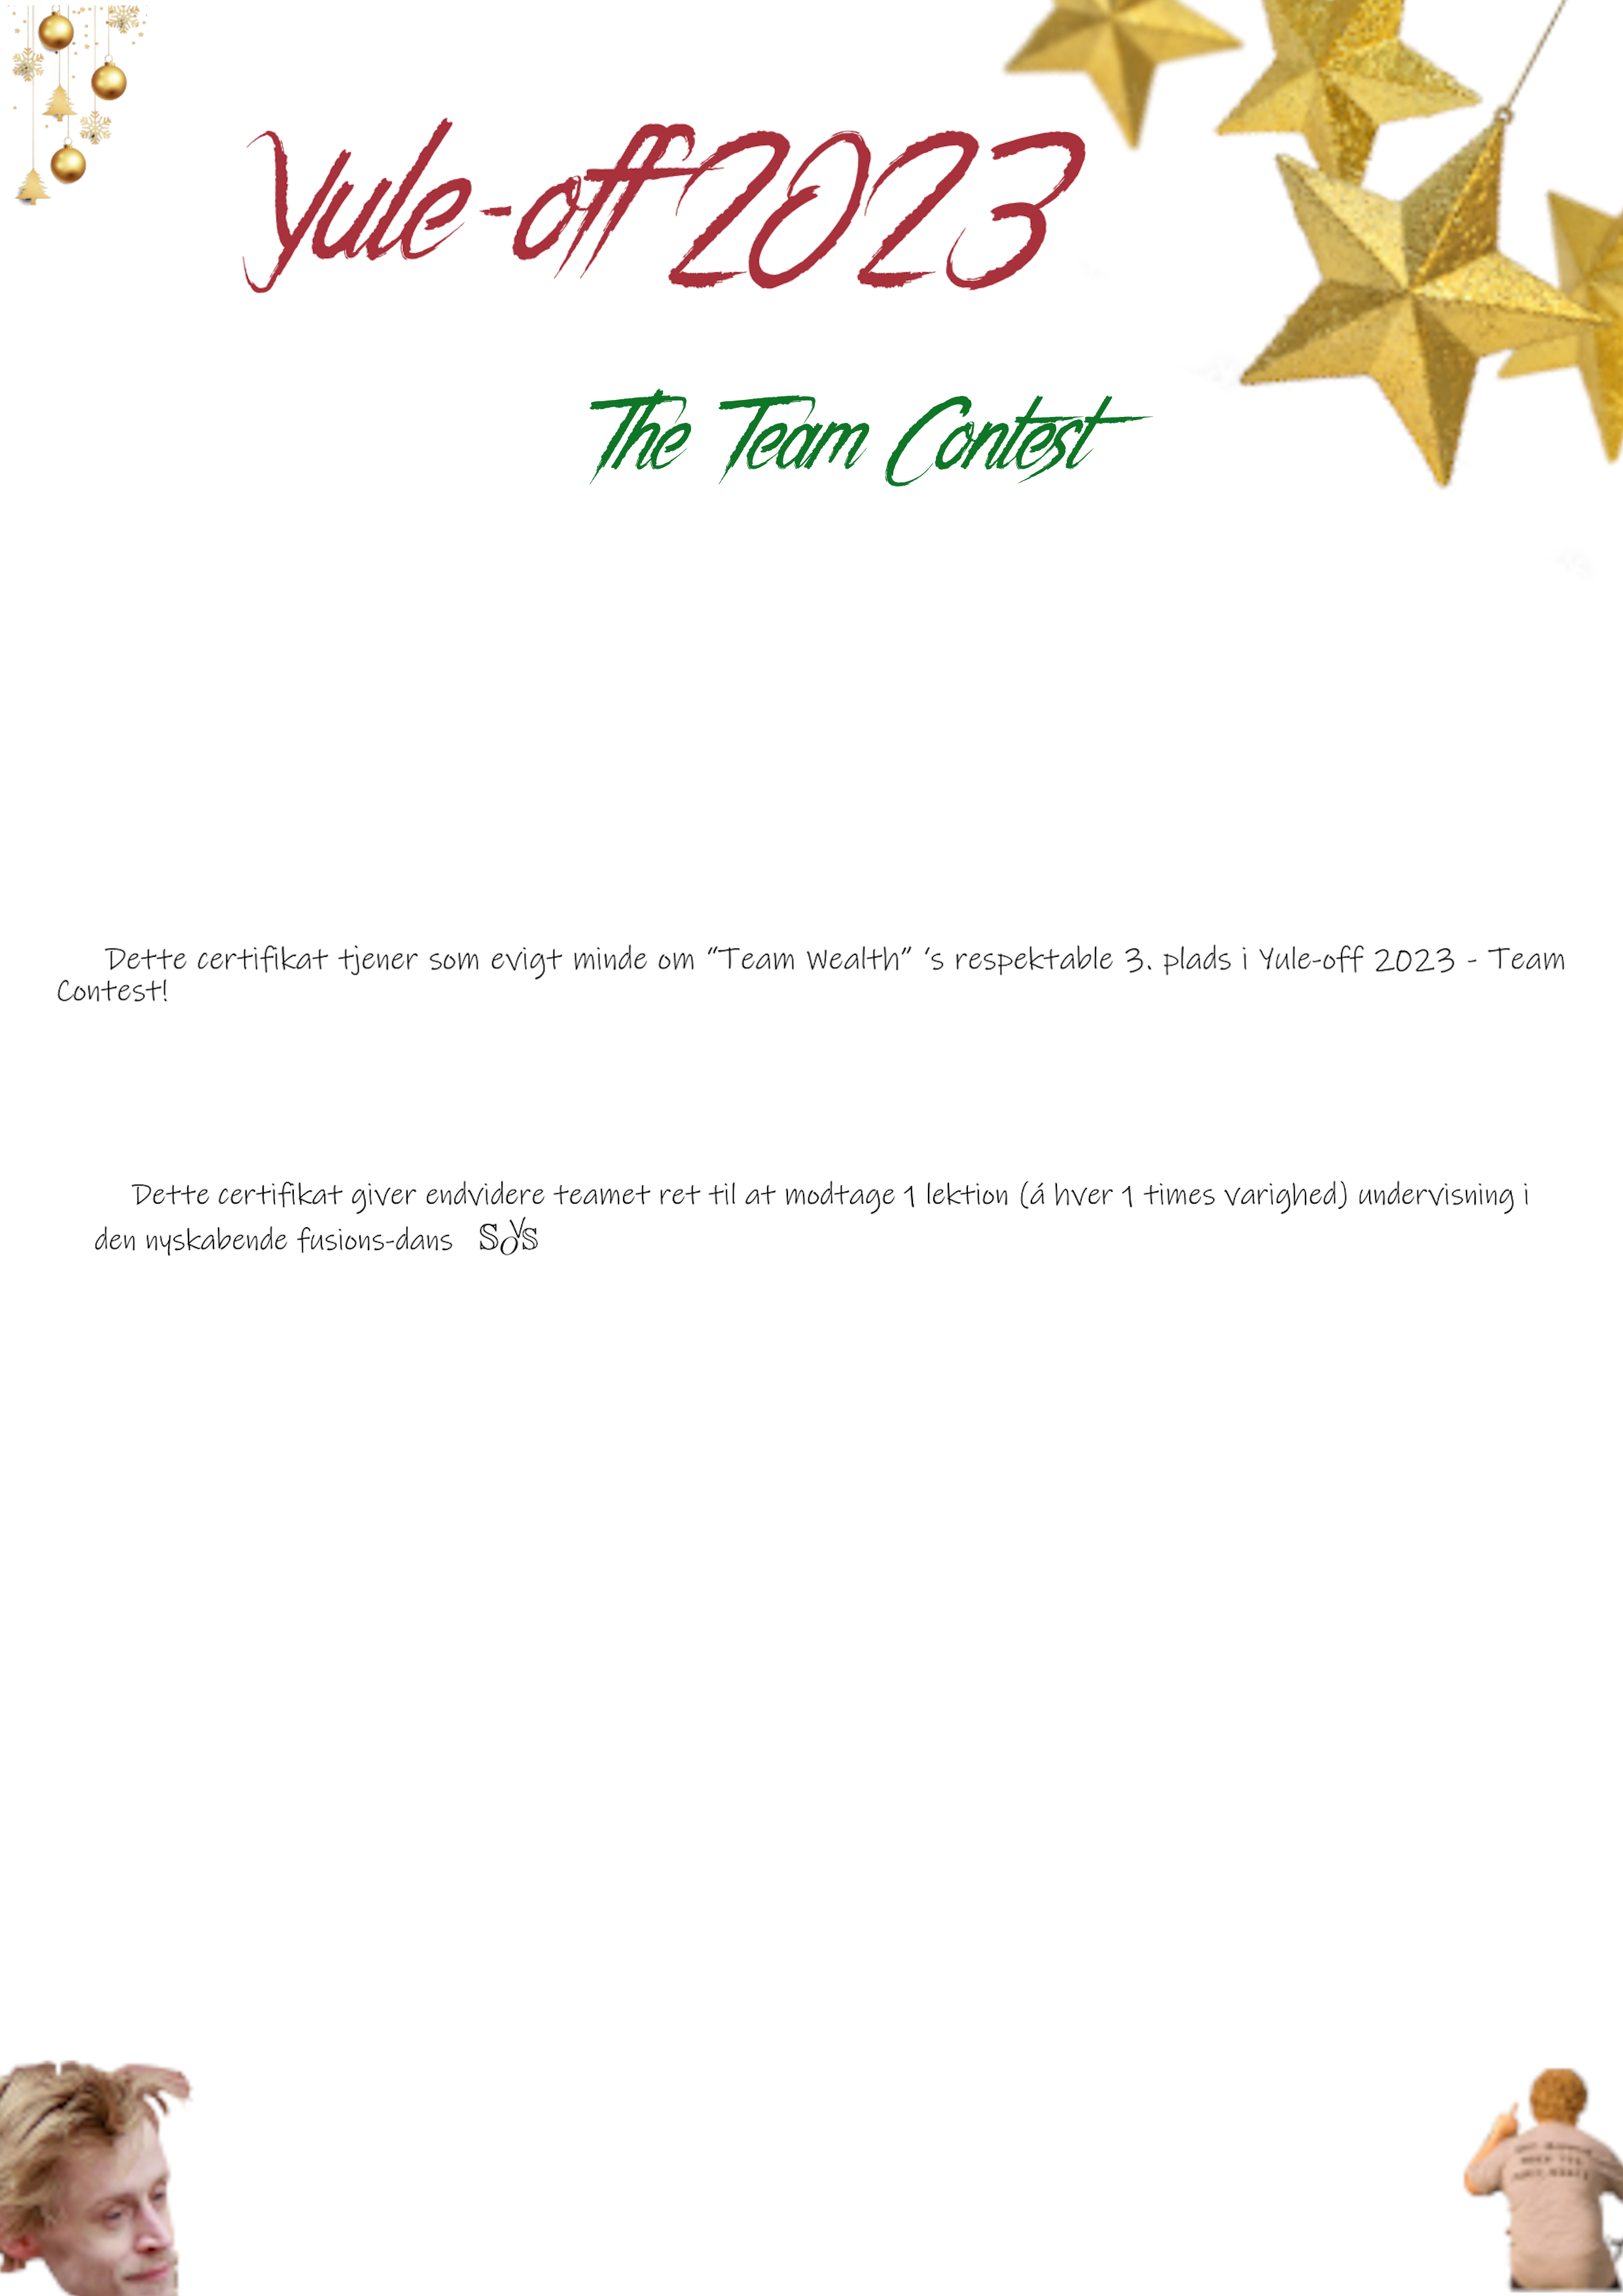 Yule-off 2023
The Team Contest
Dette certifikat tjener som evigt minde om “Team Wealth” ‘s respektable 3. plads i Yule-off 2023 - Team
Contest!
Dette certifikat giver endvidere teamet ret til at modtage 1 lektion (á hver 1 times varighed) undervisning i
den nyskabende fusions-dans SOVS